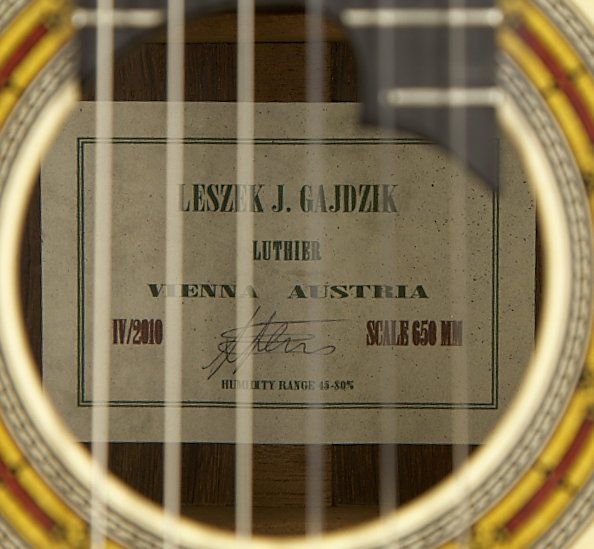 LESZEK J. GAJDZIK
LUTHIER
VIENNA AUSTRIA
IV/2010
SCALE 650 MM
HUMIDITY RANGE 45-80%